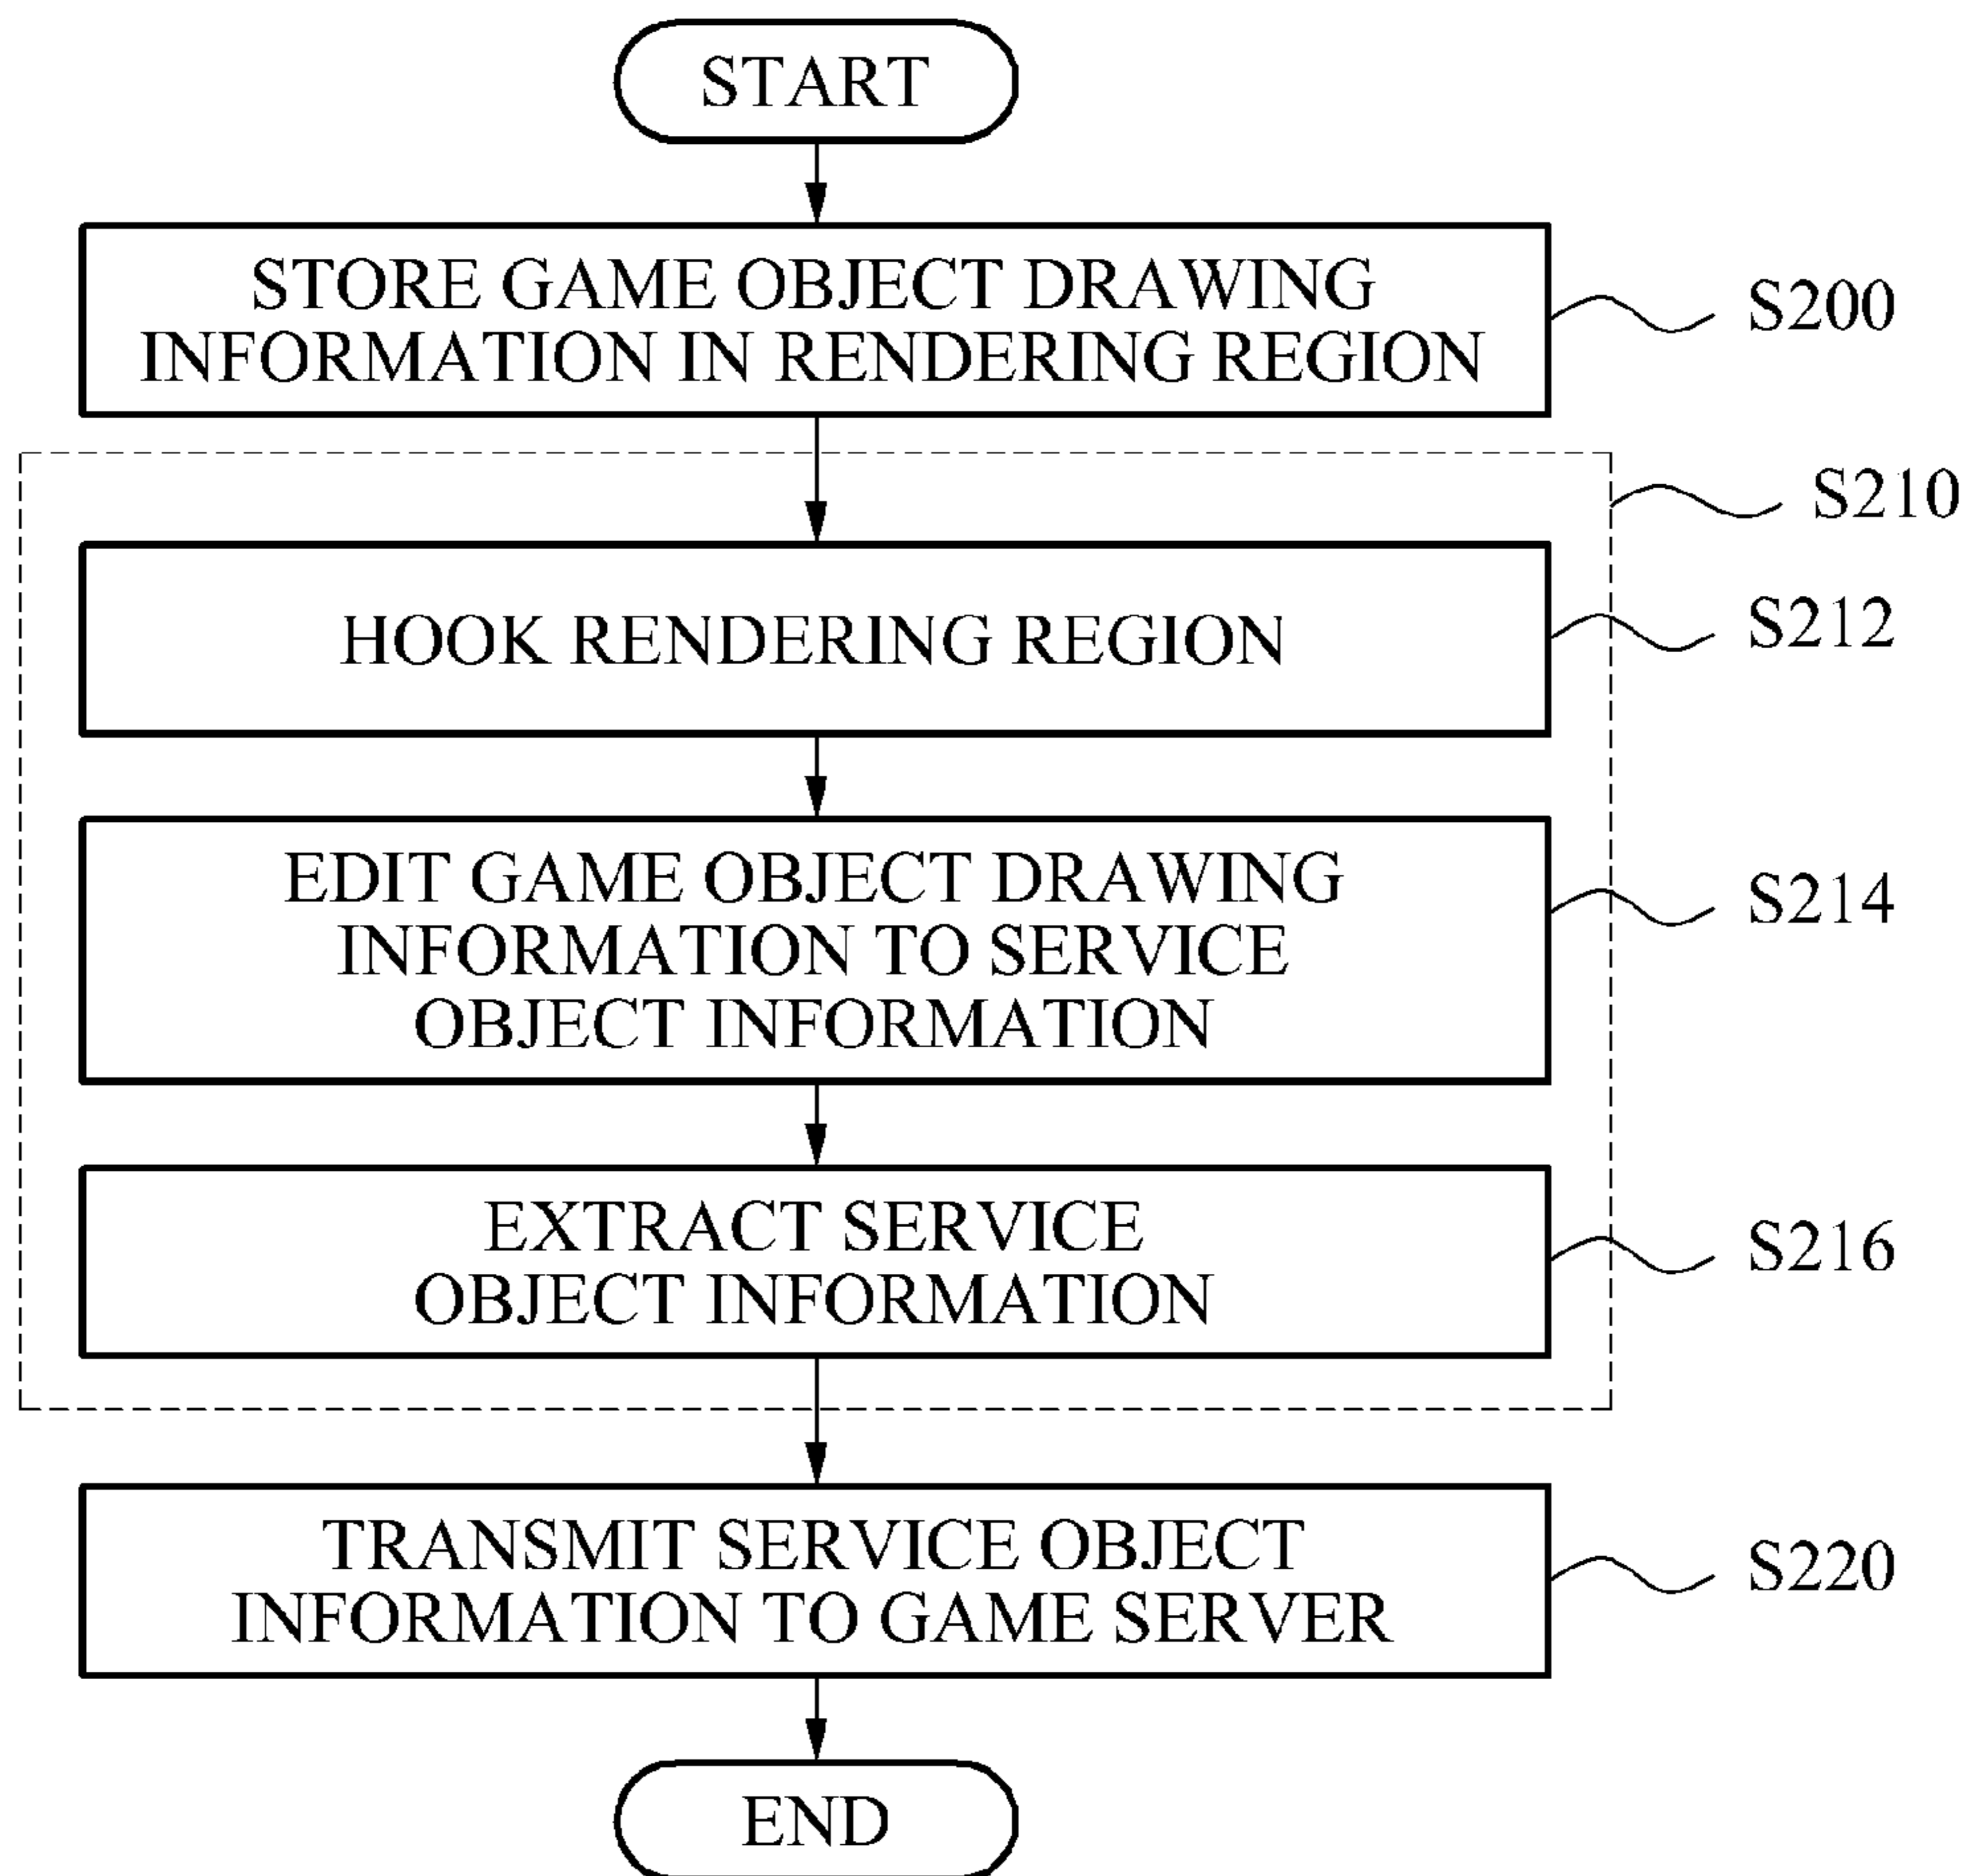 START
STORE GAME OBJECT DRAWING
INFORMATION IN RENDERING REGION
S200
S210
HOOK RENDERING REGION
S212
EDIT GAME OBJECT DRAWING
INFORMATION TO SERVICE
OBJECT INFORMATION
S214
EXTRACT SERVICE
OBJECT INFORMATION
S216
TRANSMIT SERVICE OBJECT
INFORMATION TO GAME SERVER
S220
END